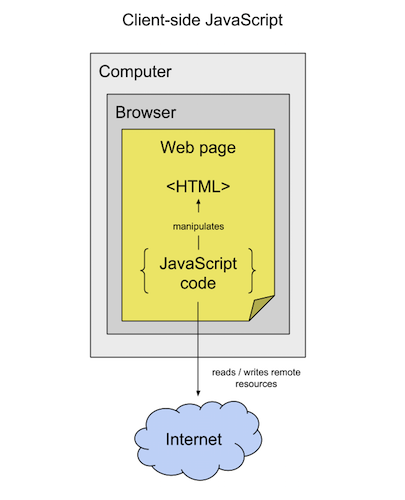 Client-side JavaScript
Computer
Browser
Web page
<HTML>
manipulates
{ JavaScript }
code
reads / writes remote
resources
Internet